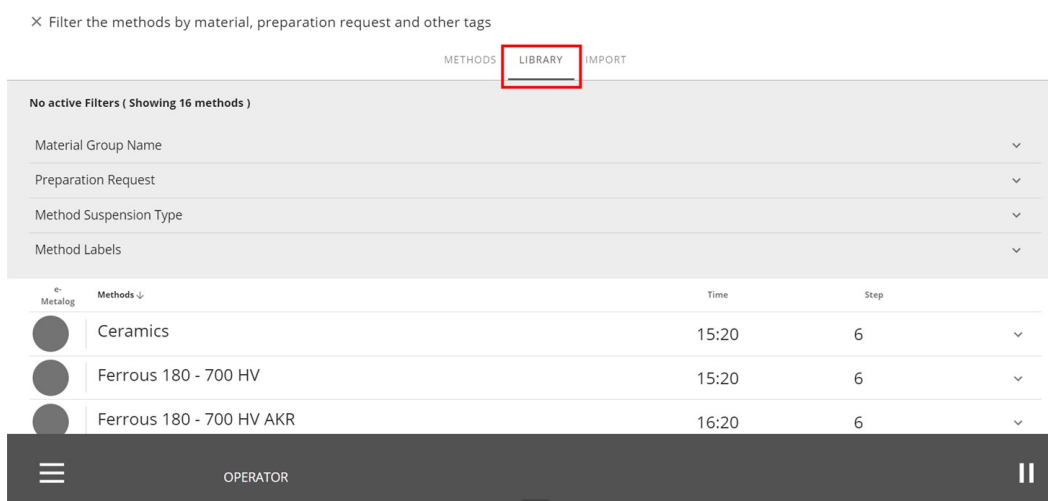 Filter the methods by material, preparation request and other tags
METHODS LIBRARY IMPORT
No active Filters ( Showing 16 methods )
Material Group Name
Preparation Request
Method Suspension Type
Method Labels
e-
Metalog Methods Time Step
Ceramics 15:20 6
Ferrous 180 - 700 HV 15:20 6
Ferrous 180 - 700 HV AKR 16:20 6
OPERATOR